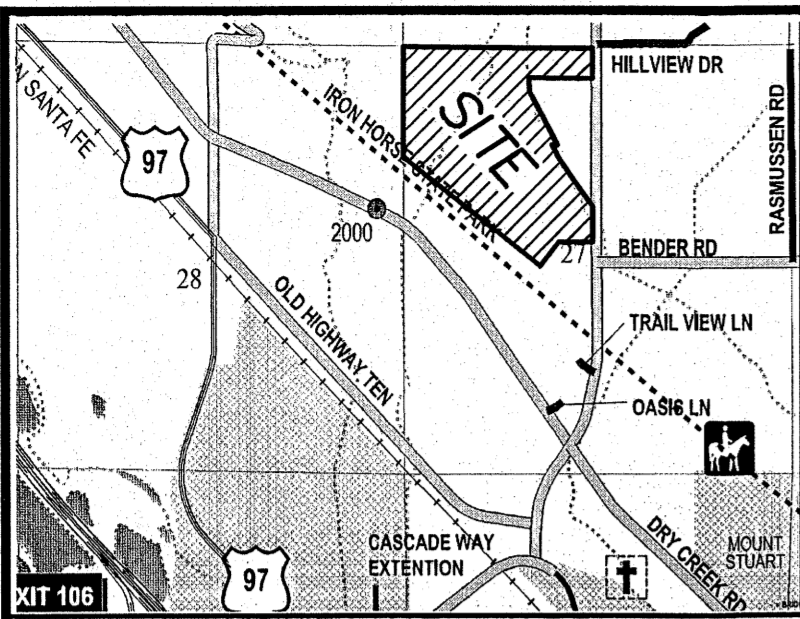 HILLVIEW DR
RASMUSSEN RD
SITE
IRON HORSE STATE PARK
N SANTA FE
97
2000
28
27
BENDER RD
OLD HIGHWAY TEN
TRAIL VIEW LN
OASIS LN
CASCADE WAY
EXTENTION
DRY CREEK RD
MOUNT
STUART
97
XIT 106